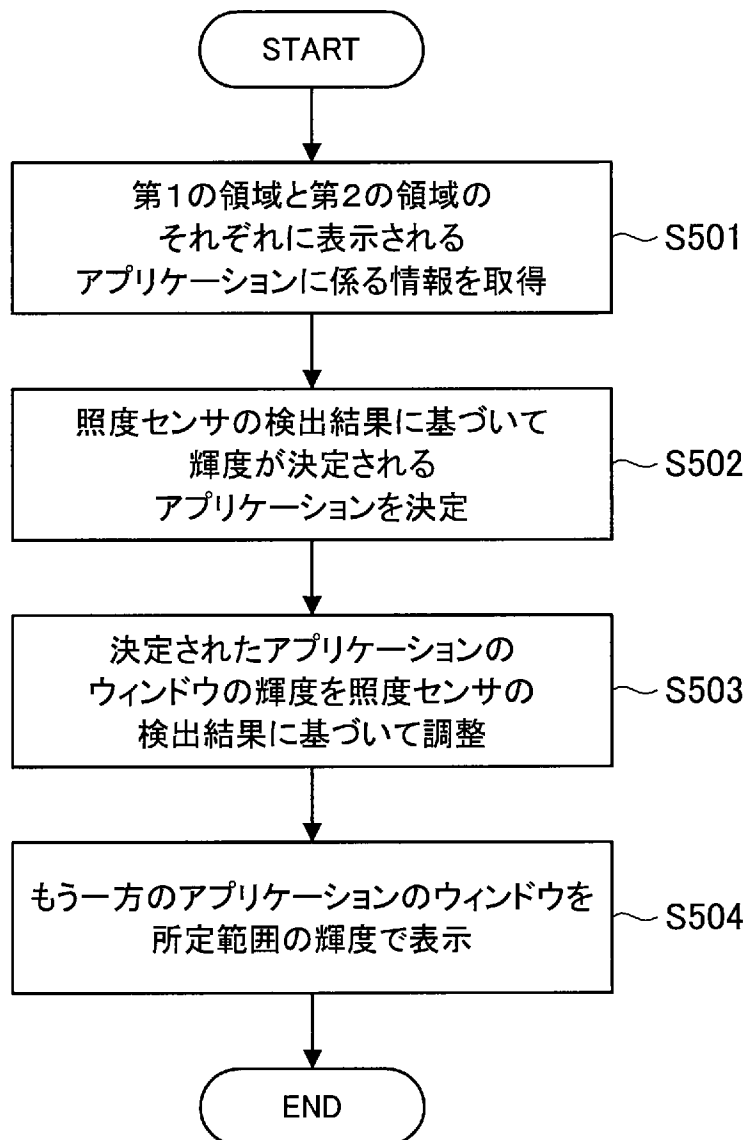 START
第1の領域と第2の領域の
それぞれに表示される
アプリケーションに係る情報を取得
S501
照度センサの検出結果に基づいて
輝度が決定される
アプリケーションを決定
S502
決定されたアプリケーションの
ウィンドウの輝度を照度センサの
検出結果に基づいて調整
S503
もう一方のアプリケーションのウィンドウを
所定範囲の輝度で表示
S504
END